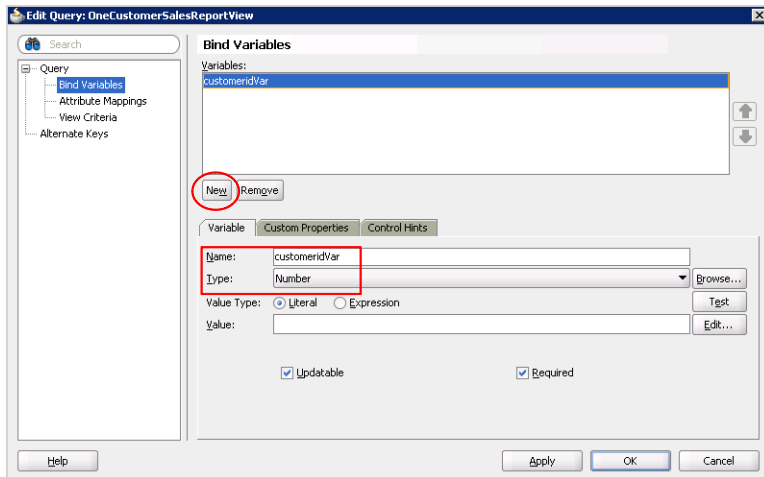 Edit Query: OneCustomerSalesReportView
Search
Query
Bind Variables
Attribute Mappings
View Criteria
Alternate Keys
Bind Variables
Variables:
customeridVar
New Remove
Variable Custom Properties Control Hints
Name: customeridVar
Type: Number Browse...
Value Type: Literal Expression Test
Value: Edit...
Updatable Required
Help Apply OK Cancel